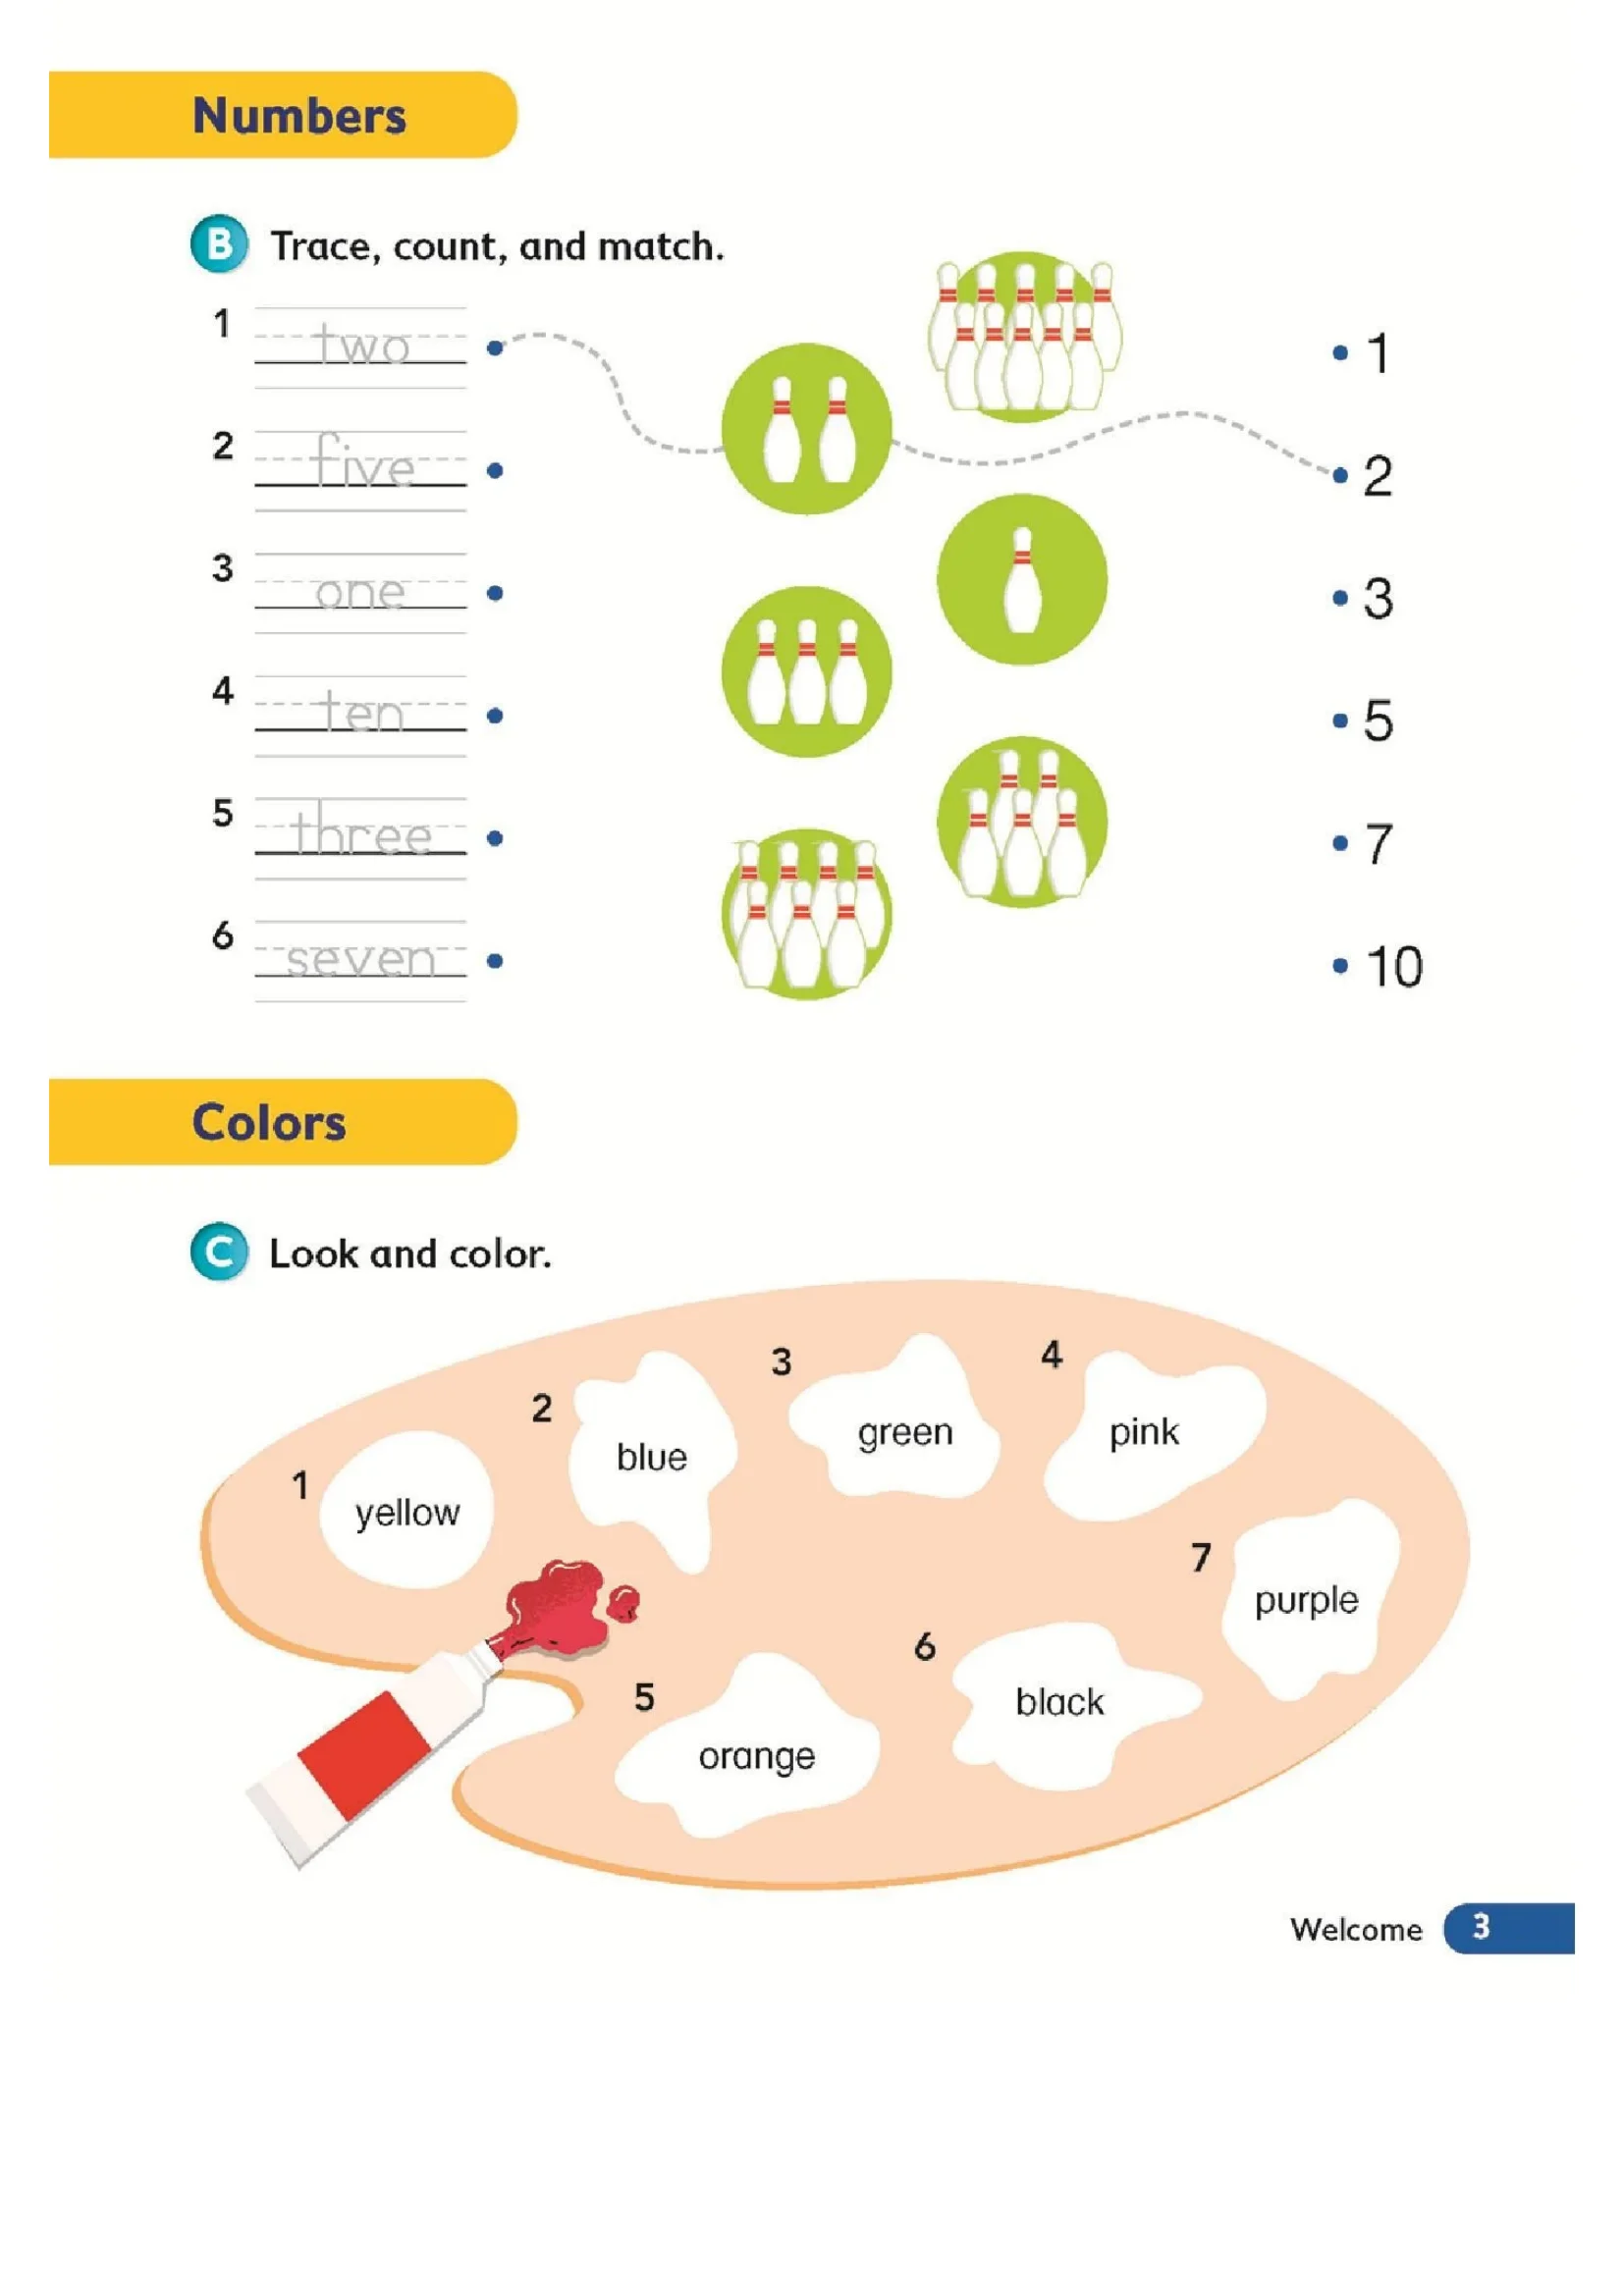 Numbers
B Trace, count, and match.
1 two
2 five
3 one
4 ten
5 three
6 seven
1
2
3
5
7
10
Colors
C Look and color.
1 yellow
2 blue
3 green
4 pink
5 orange
6 black
7 purple
Welcome 3